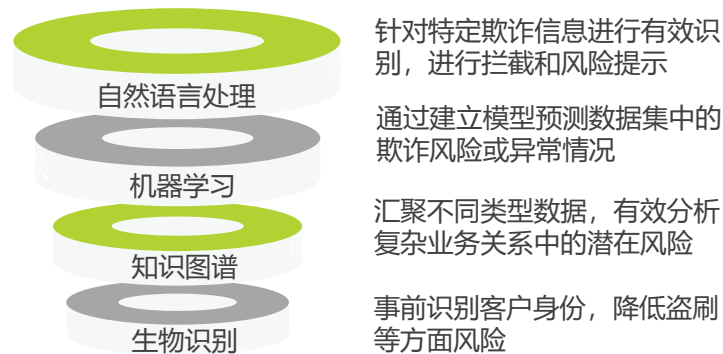 针对特定欺诈信息进行有效识
别，进行拦截和风险提示
自然语言处理
通过建立模型预测数据集中的
欺诈风险或异常情况
机器学习
汇聚不同类型数据，有效分析
复杂业务关系中的潜在风险
知识图谱
事前识别客户身份，降低盗刷
等方面风险
生物识别